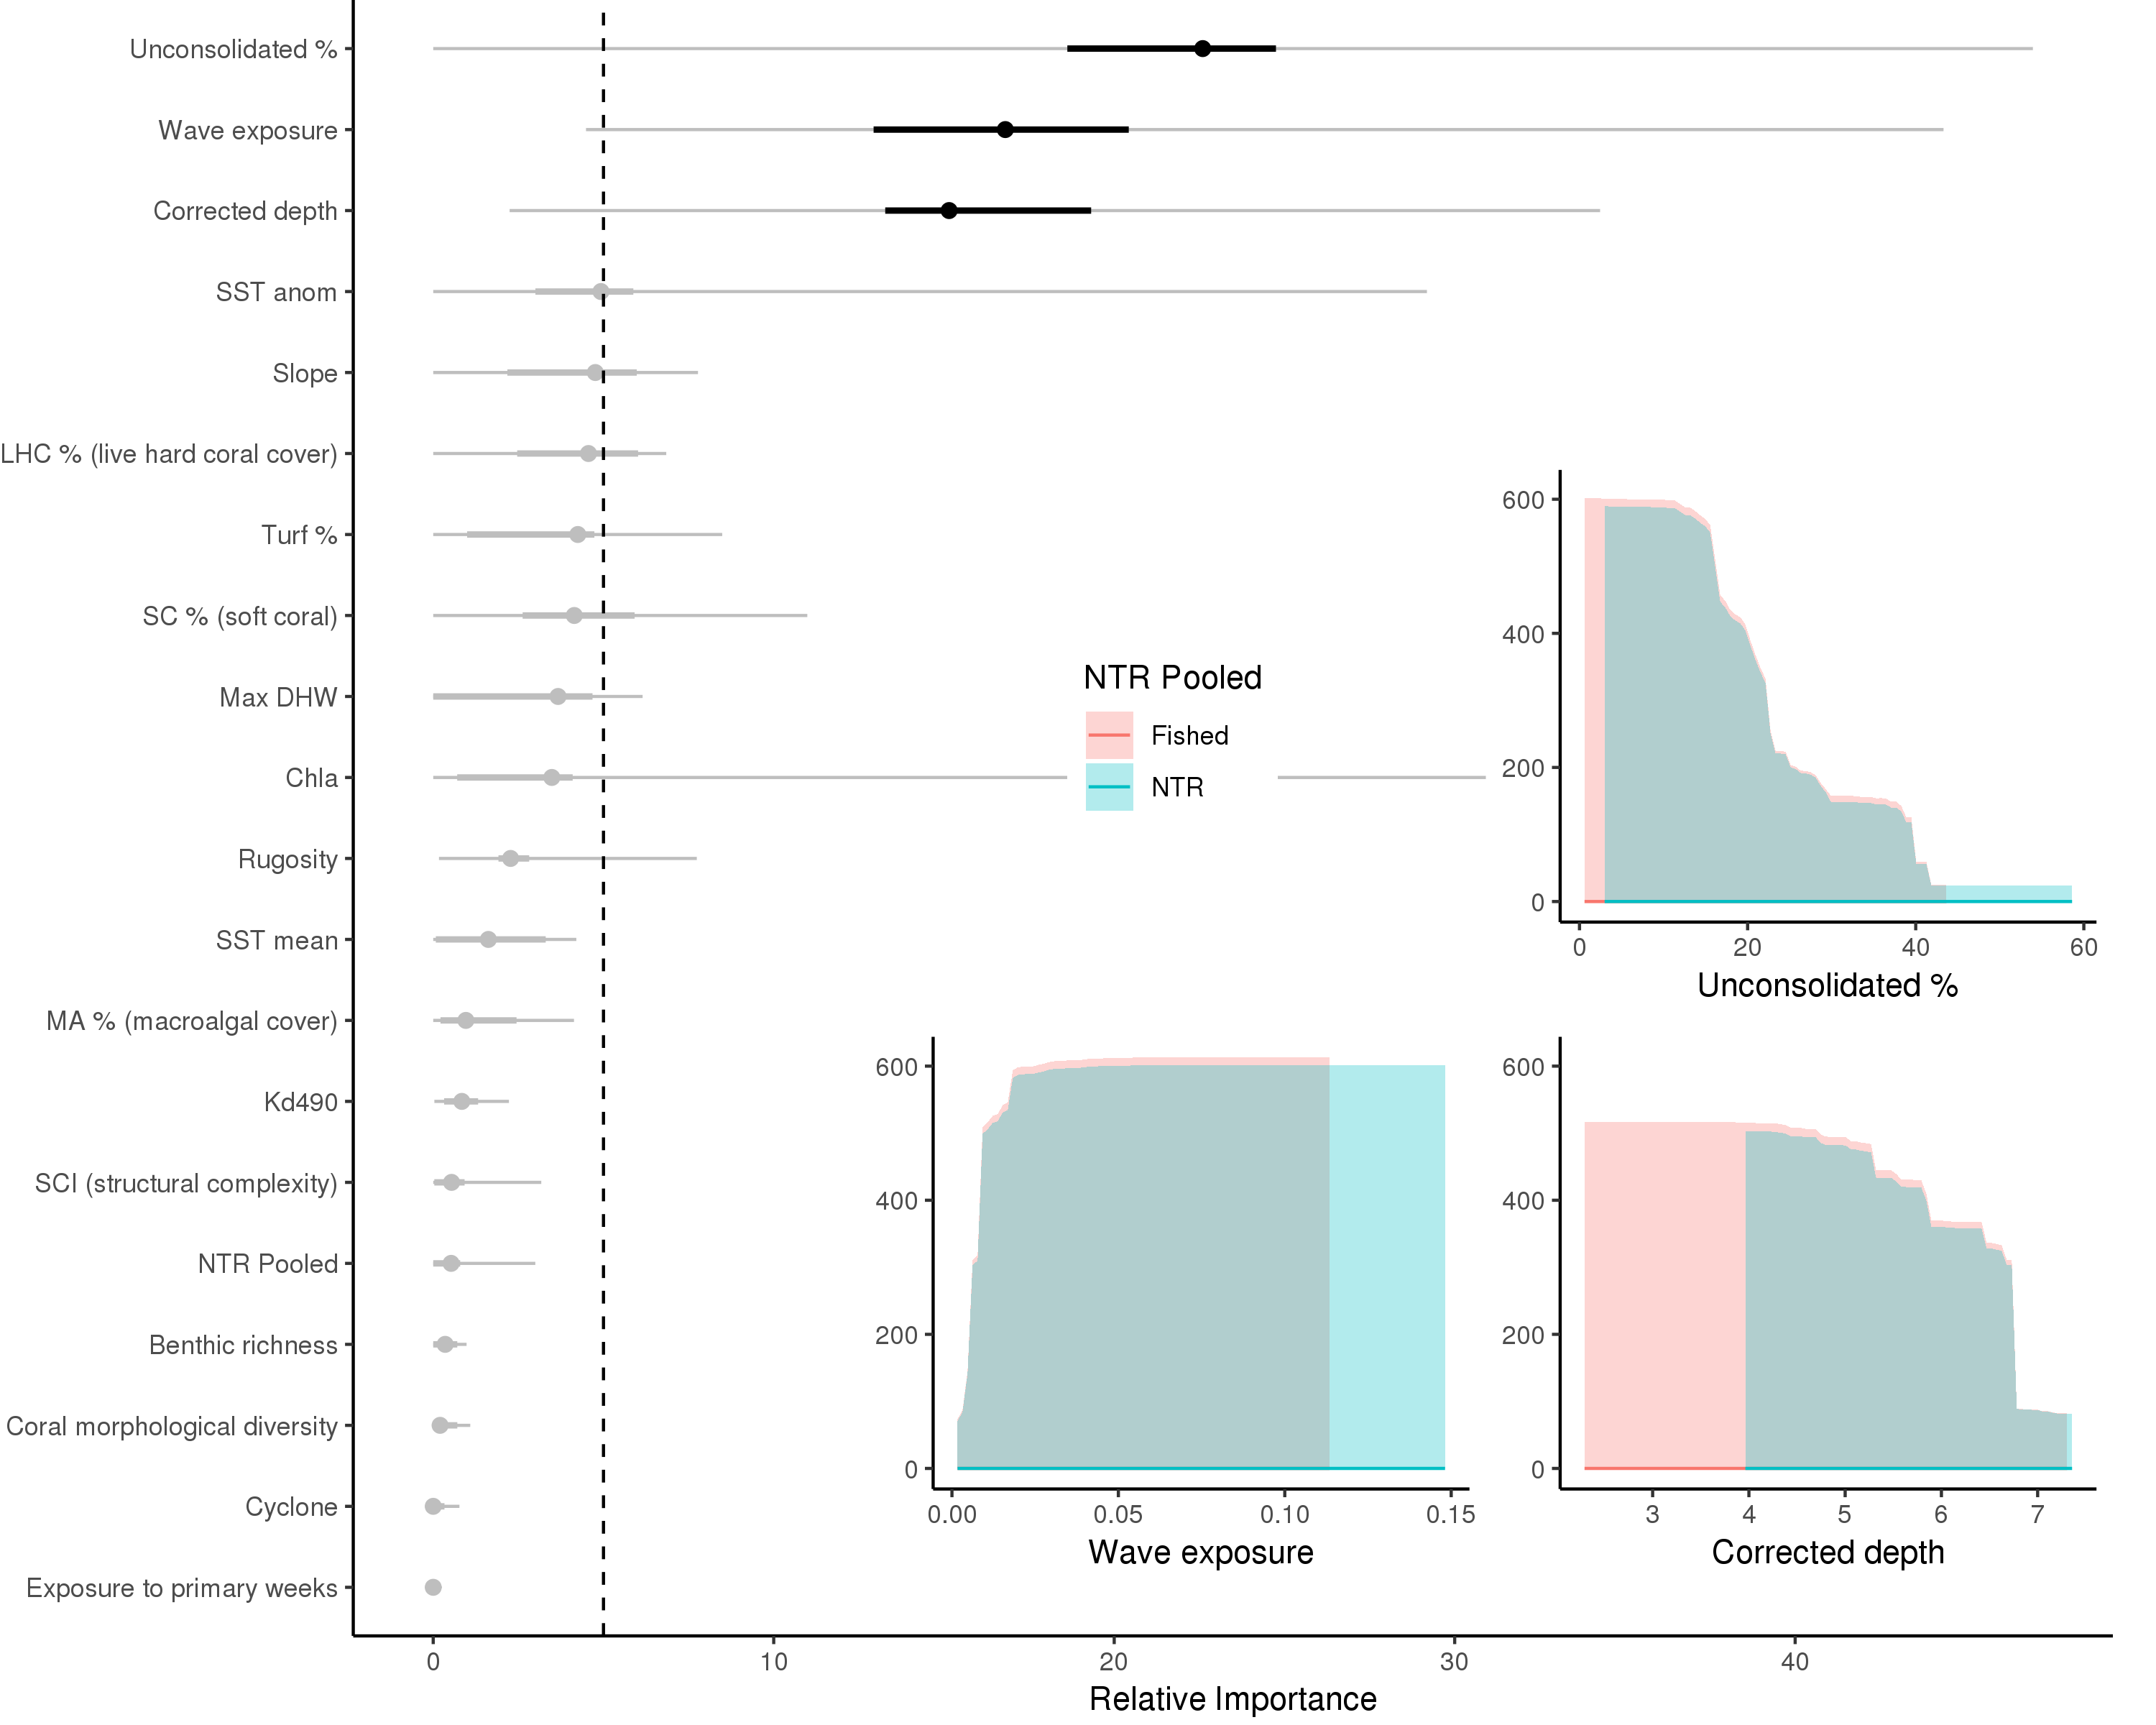 Unconsolidated %
Wave exposure
Corrected depth
SST anom
Slope
LHC % (live hard coral cover)
Turf %
SC % (soft coral)
Max DHW
Chla
Rugosity
SST mean
MA % (macroalgal cover)
Kd490
SCI (structural complexity)
NTR Pooled
Benthic richness
Coral morphological diversity
Cyclone
Exposure to primary weeks
0 10 20 30 40
Relative Importance
NTR Pooled
Fished
NTR
600
400
200
0
0 20 40 60
Unconsolidated %
600
400
200
0
0.00 0.05 0.10 0.15
Wave exposure
600
400
200
0
3 4 5 6 7
Corrected depth